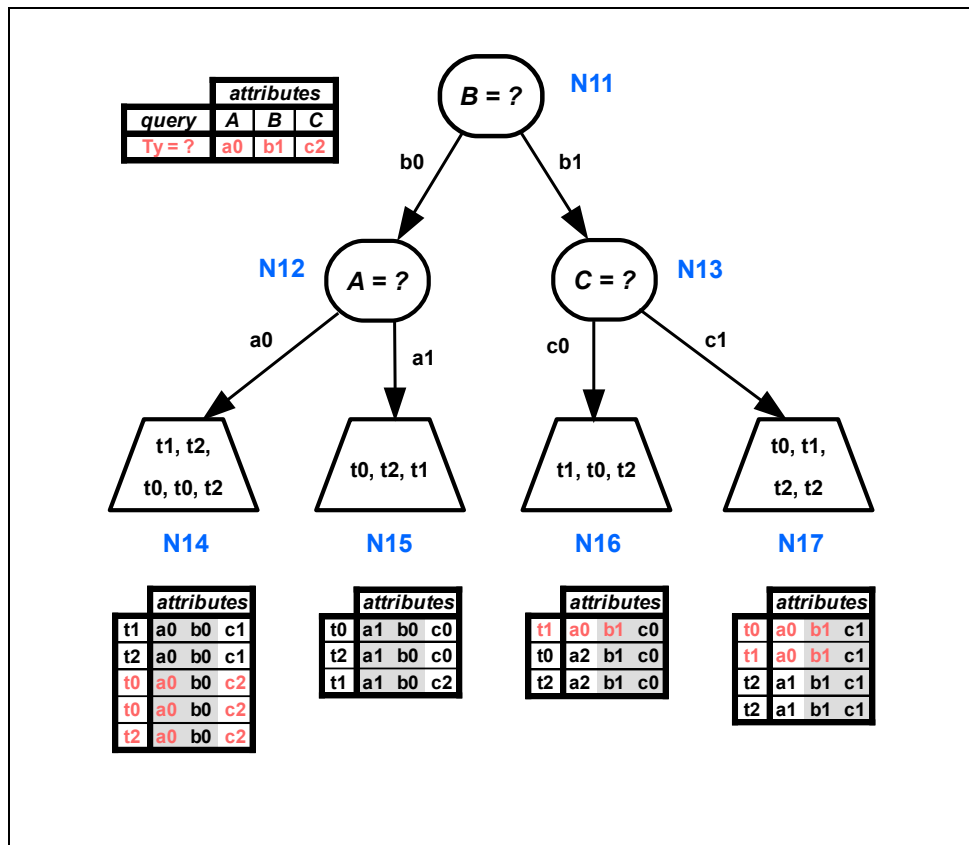 B = ?
N11
attributes
query A B C
Ty = ? a0 b1 c2
b0
b1
N12
A = ?
C = ?
N13
a0
a1
c0
c1
t1, t2,
t0, t0, t2
t0, t2, t1
t1, t0, t2
t0, t1,
t2, t2
N14
N15
N16
N17
attributes
t1 a0 b0 c1
t2 a0 b0 c1
t0 a0 b0 c2
t0 a0 b0 c2
t2 a0 b0 c2
attributes
t0 a1 b0 c0
t2 a1 b0 c0
t1 a1 b0 c2
attributes
t1 a0 b1 c0
t0 a2 b1 c0
t2 a2 b1 c0
attributes
t0 a0 b1 c1
t1 a0 b1 c1
t2 a1 b1 c1
t2 a1 b1 c1